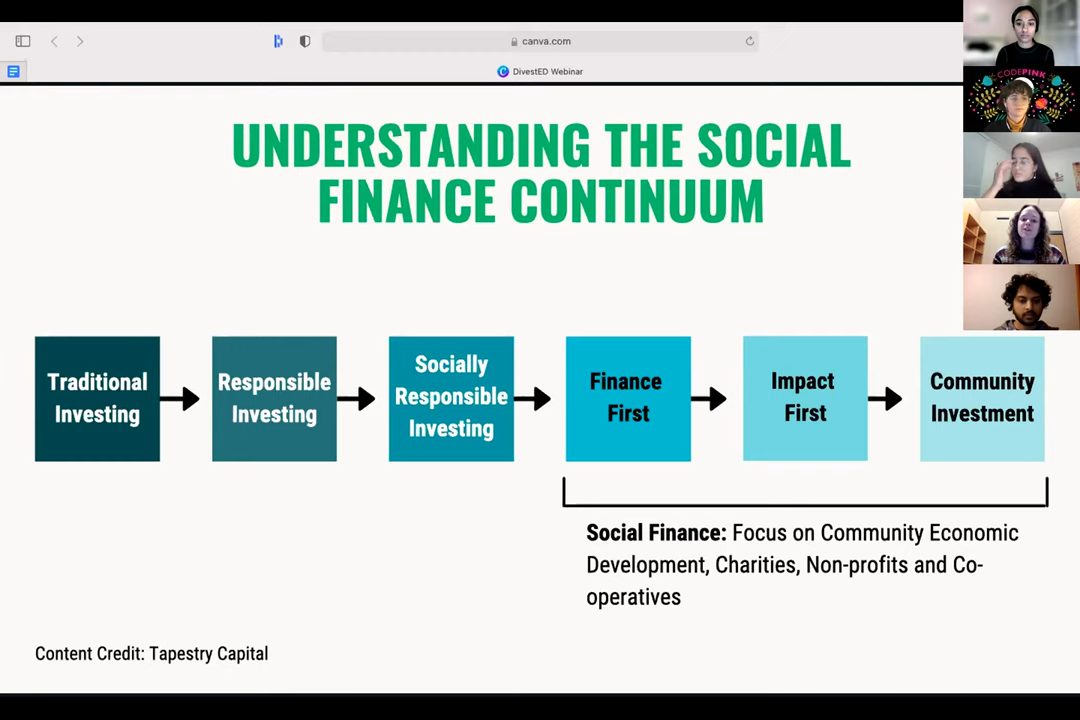 canva.com
DivestED Webinar
CODEPINK
UNDERSTANDING THE SOCIAL
FINANCE CONTINUUM
Traditional
Investing
Responsible
Investing
Socially
Responsible
Investing
Finance
First
Impact
First
Community
Investment
Social Finance: Focus on Community Economic
Development, Charities, Non-profits and Co-
operatives
Content Credit: Tapestry Capital